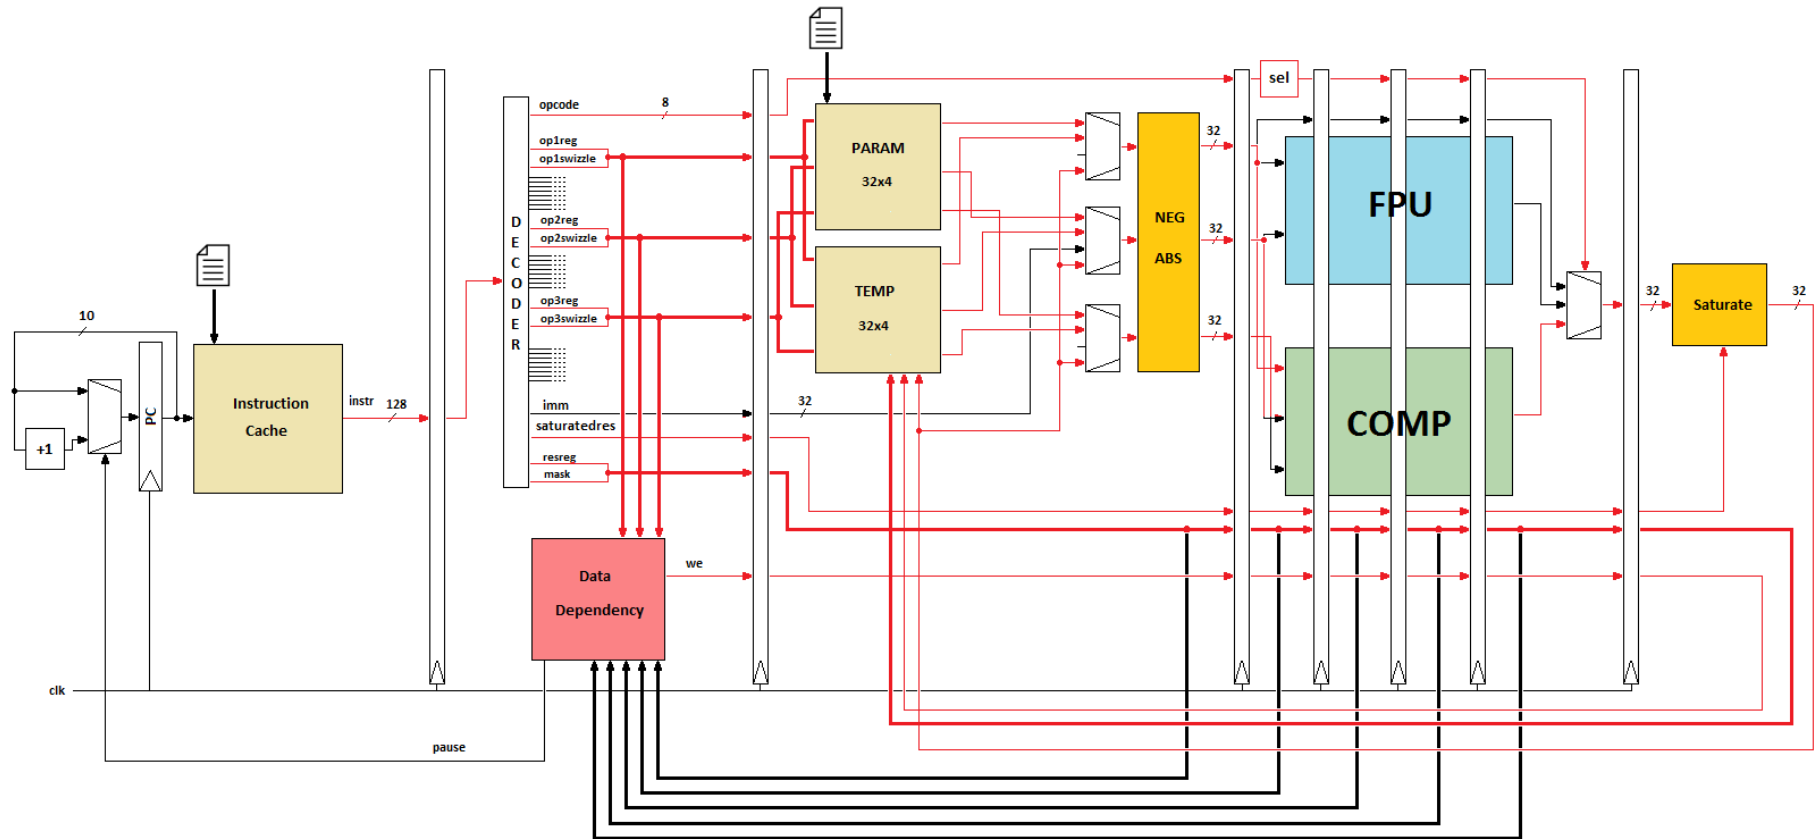 sel
opcode
8
op1reg
op1swizzle
op2reg
op2swizzle
op3reg
op3swizzle
DECODER
imm
32
saturatedres
resreg
mask
PARAM
32x4
TEMP
32x4
NEG
ABS
32
32
32
FPU
COMP
32
Saturate
32
10
+1
PC
Instruction
Cache
instr
128
Data
Dependency
we
clk
pause